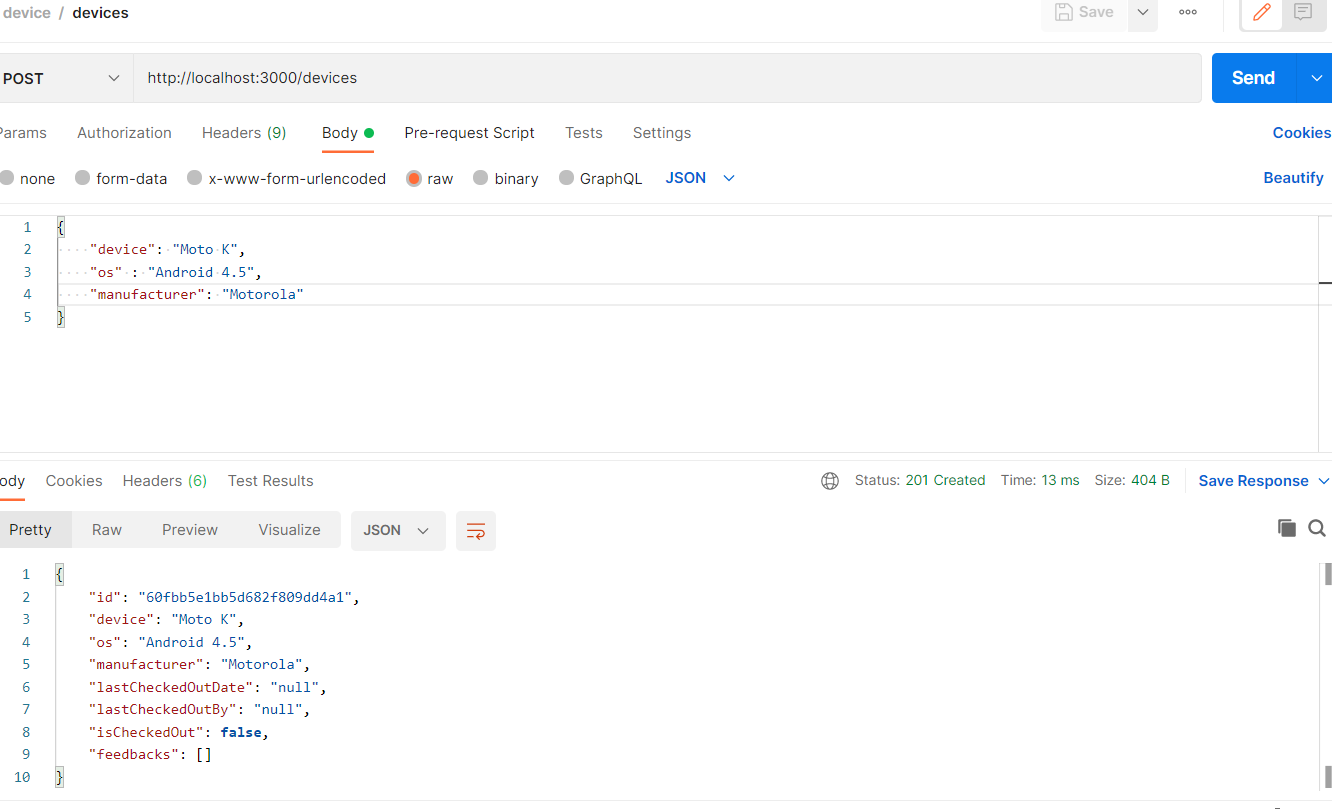 device / devices
Save
POST
http://localhost:3000/devices
Send
Params Authorization Headers (9) Body Pre-request Script Tests Settings Cookies
none form-data x-www-form-urlencoded raw binary GraphQL JSON Beautify
1 {
2 "device": "Moto K",
3 "os" : "Android 4.5",
4 "manufacturer": "Motorola"
5 }
ody Cookies Headers (6) Test Results Status: 201 Created Time: 13 ms Size: 404 B Save Response
Pretty Raw Preview Visualize JSON
1 {
2 "id": "60fbb5e1bb5d682f809dd4a1",
3 "device": "Moto K",
4 "os": "Android 4.5",
5 "manufacturer": "Motorola",
6 "lastCheckedOutDate": "null",
7 "lastCheckedOutBy": "null",
8 "isCheckedOut": false,
9 "feedbacks": []
10 }